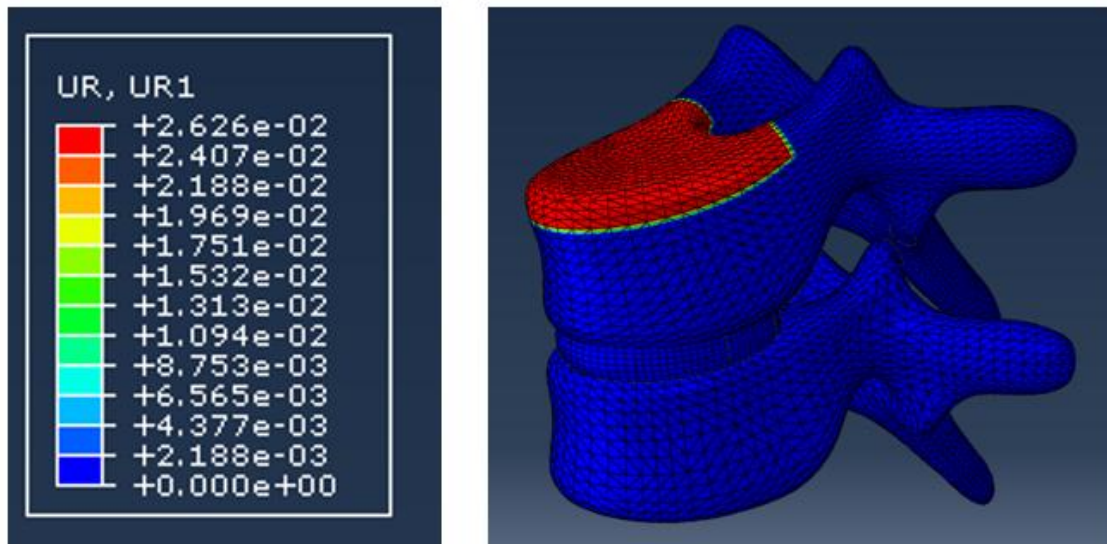 UR, UR1
+2.626e-02
+2.407e-02
+2.188e-02
+1.969e-02
+1.751e-02
+1.532e-02
+1.313e-02
+1.094e-02
+8.753e-03
+6.565e-03
+4.377e-03
+2.188e-03
+0.000e+00